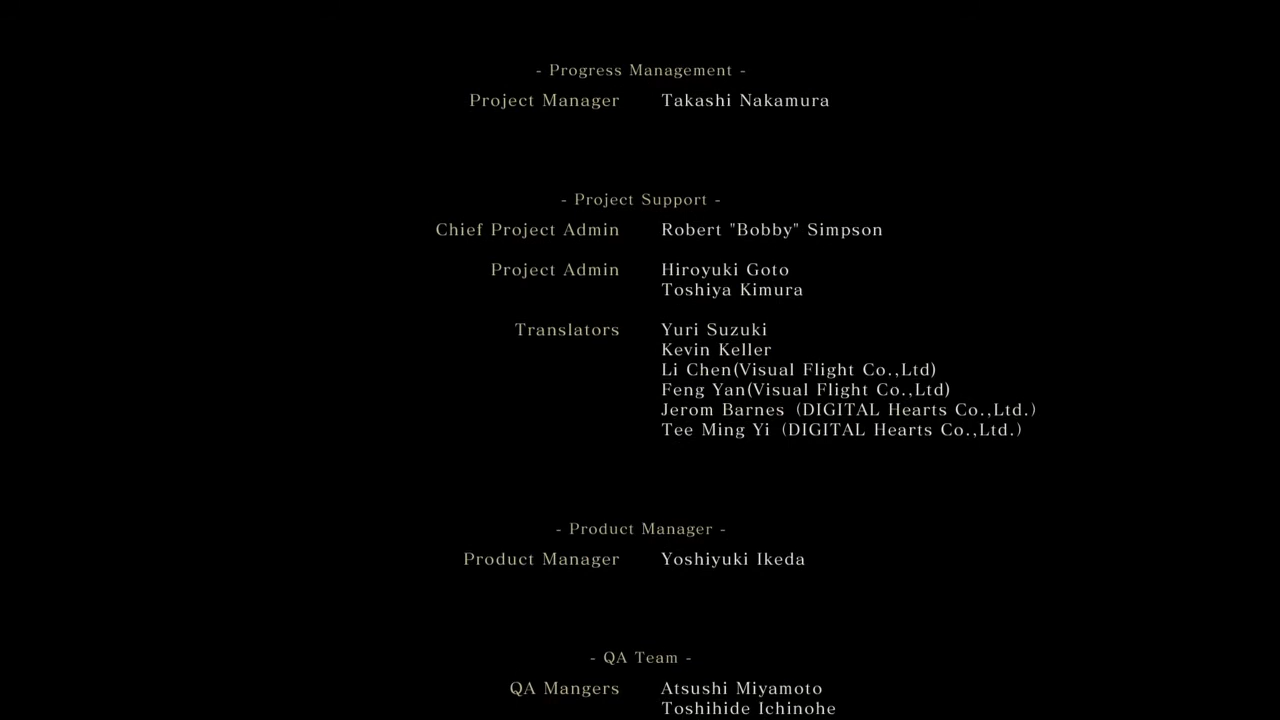 - Progress Management -
Project Manager Takashi Nakamura
- Project Support -
Chief Project Admin Robert "Bobby" Simpson
Project Admin Hiroyuki Goto
Toshiya Kimura
Translators Yuri Suzuki
Kevin Keller
Li Chen(Visual Flight Co.,Ltd)
Feng Yan(Visual Flight Co.,Ltd)
Jerom Barnes (DIGITAL Hearts Co.,Ltd.)
Tee Ming Yi (DIGITAL Hearts Co.,Ltd.)
- Product Manager -
Product Manager Yoshiyuki Ikeda
- QA Team -
QA Mangers Atsushi Miyamoto
Toshihide Ichinohe